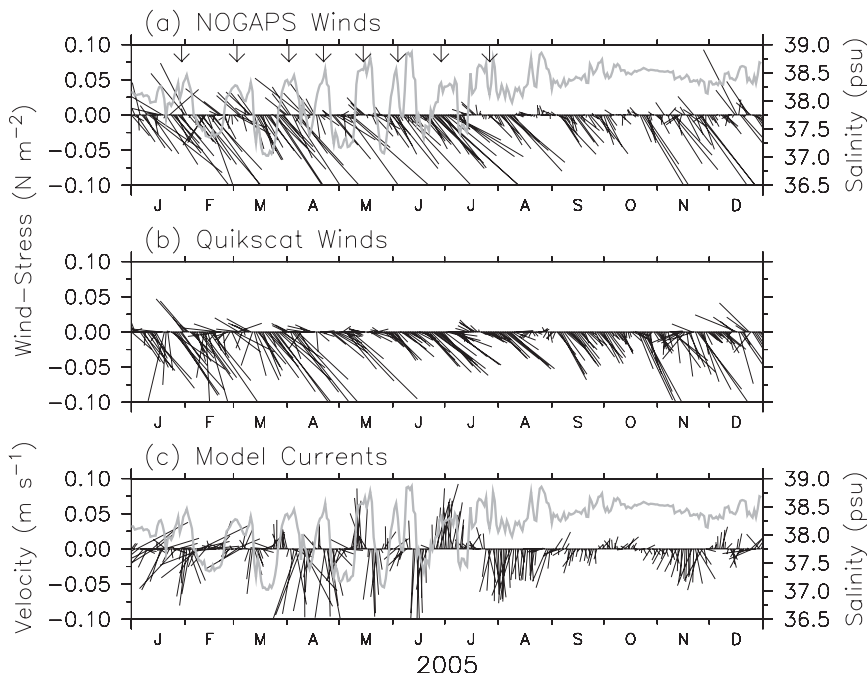 (a) NOGAPS Winds
0.10
0.05
0.00
−0.05
−0.10
39.0
38.5
38.0
37.5
37.0
36.5
J F M A M J J A S O N D
Wind−Stress (N m−2)
Salinity (psu)
(b) Quikscat Winds
0.10
0.05
0.00
−0.05
−0.10
J F M A M J J A S O N D
(c) Model Currents
0.10
0.05
0.00
−0.05
−0.10
39.0
38.5
38.0
37.5
37.0
36.5
Velocity (m s−1)
Salinity (psu)
J F M A M J J A S O N D
2005